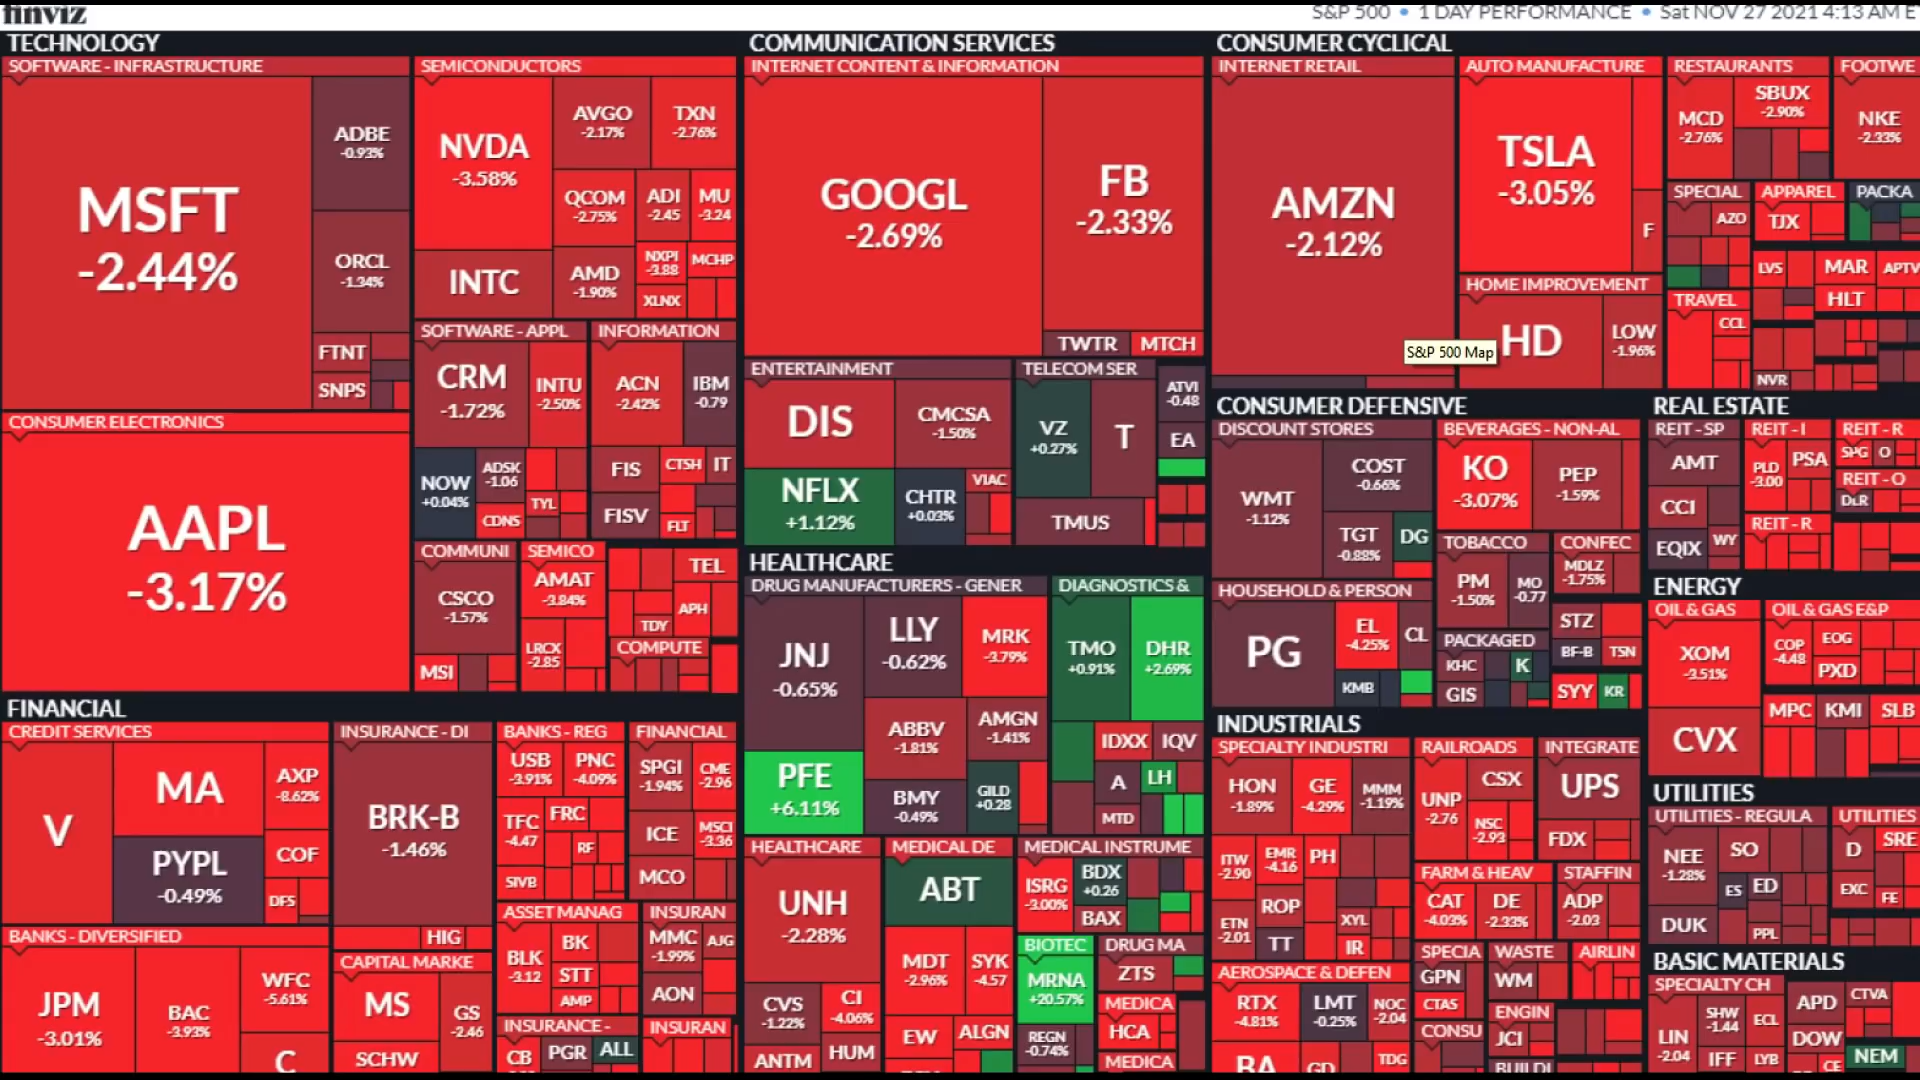 finviz
S&P 500 • 1 DAY PERFORMANCE • Sat NOV 27 2021 4:13 AM E
TECHNOLOGY
SOFTWARE - INFRASTRUCTURE
MSFT
-2.44%
ADBE
-0.93%
ORCL
-1.34%
FTNT
SNPS
CONSUMER ELECTRONICS
AAPL
-3.17%
SEMICONDUCTORS
NVDA
-3.58%
AVGO
-2.17%
TXN
-2.76%
QCOM
-2.75%
ADI
-2.45
MU
-3.24
INTC
AMD
-1.90%
NXPI
-3.88
MCHP
XLNX
SOFTWARE - APPL
CRM
-1.72%
INTU
-2.50%
NOW
+0.04%
ADSK
-1.06
CDNS
TYL
INFORMATION
ACN
-2.42%
IBM
-0.79
FIS
CTSH
IT
FISV
FLT
COMMUNI
CSCO
-1.57%
MSI
SEMICO
AMAT
-3.84%
LRCX
-2.85
TEL
APH
TDY
COMPUTE
FINANCIAL
CREDIT SERVICES
V
MA
AXP
-8.62%
PYPL
-0.49%
COF
DFS
BANKS - DIVERSIFIED
JPM
-3.01%
BAC
-3.93%
WFC
-5.61%
C
INSURANCE - DI
BRK-B
-1.46%
HIG
CAPITAL MARKE
MS
GS
-2.46
SCHW
BANKS - REG
USB
-3.91%
PNC
-4.09%
TFC
-4.47
FRC
RF
SIVB
FINANCIAL
SPGI
-1.94%
CME
-2.96
ICE
MSCI
-3.36
MCO
ASSET MANAG
BLK
-3.12
BK
STT
AMP
INSURAN
MMC
-1.99%
AJG
AON
INSURANCE -
CB
PGR
ALL
INSURAN
COMMUNICATION SERVICES
INTERNET CONTENT & INFORMATION
GOOGL
-2.69%
FB
-2.33%
TWTR
MTCH
ENTERTAINMENT
DIS
CMCSA
-1.50%
NFLX
+1.12%
CHTR
+0.03%
VIAC
TELECOM SER
VZ
+0.27%
T
TMUS
ATVI
-0.48
EA
HEALTHCARE
DRUG MANUFACTURERS - GENER
JNJ
-0.65%
LLY
-0.62%
MRK
-3.79%
ABBV
-1.81%
AMGN
-1.41%
PFE
+6.11%
BMY
-0.49%
GILD
+0.28
DIAGNOSTICS &
TMO
+0.91%
DHR
+2.69%
IDXX
IQV
A
LH
MTD
HEALTHCARE
UNH
-2.28%
CVS
-1.22%
CI
-4.06%
ANTM
HUM
MEDICAL DE
ABT
MDT
-2.96%
SYK
-4.57
EW
ALGN
MEDICAL INSTRUME
ISRG
-3.00%
BDX
+0.26
BAX
BIOTEC
MRNA
+20.57%
REGN
-0.74%
DRUG MA
ZTS
MEDICA
HCA
MEDICA
CONSUMER CYCLICAL
INTERNET RETAIL
AMZN
-2.12%
AUTO MANUFACTURE
TSLA
-3.05%
F
HOME IMPROVEMENT
HD
LOW
-1.96%
S&P 500 Map
RESTAURANTS
MCD
-2.76%
SBUX
-2.90%
FOOTWE
NKE
-2.33%
SPECIAL
AZO
APPAREL
TJX
PACKA
LVS
MAR
APTV
HLT
TRAVEL
CCL
NVR
CONSUMER DEFENSIVE
DISCOUNT STORES
WMT
-1.12%
COST
-0.66%
TGT
-0.88%
DG
BEVERAGES - NON-AL
KO
-3.07%
PEP
-1.59%
HOUSEHOLD & PERSON
PG
EL
-4.25%
CL
KMB
TOBACCO
PM
-1.50%
MO
-0.77
CONFEC
MDLZ
-1.75%
PACKAGED
KHC
K
GIS
STZ
BF-B
TSN
SYY
KR
REAL ESTATE
REIT - SP
AMT
CCI
EQIX
WY
REIT - I
PLD
-3.00
PSA
REIT - R
REIT - R
SPG
O
REIT - O
DLR
ENERGY
OIL & GAS
XOM
-3.51%
CVX
OIL & GAS E&P
COP
-4.48
EOG
PXD
MPC
KMI
SLB
INDUSTRIALS
SPECIALTY INDUSTRI
HON
-1.89%
GE
-4.29%
MMM
-1.19%
ITW
-2.90
EMR
-4.16
PH
ETN
-2.01
ROP
TT
XYL
IR
RAILROADS
UNP
-2.76
CSX
NSC
-2.93
INTEGRATE
UPS
FDX
FARM & HEAV
CAT
-4.03%
DE
-2.33%
STAFFIN
ADP
-2.03
AEROSPACE & DEFEN
RTX
-4.81%
LMT
-0.25%
NOC
-2.04
BA
GD
TDG
SPECIA
GPN
CTAS
CONSU
WASTE
WM
AIRLIN
ENGIN
JCI
BUILDI
UTILITIES
UTILITIES - REGULA
NEE
-1.28%
SO
ES
ED
DUK
PPL
UTILITIES
D
SRE
EXC
FE
BASIC MATERIALS
SPECIALTY CH
LIN
-2.04
SHW
-1.44
ECL
IFF
LYB
APD
CTVA
DOW
CE
NEM